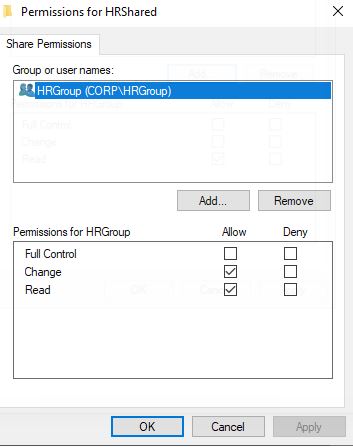 Permissions for HRShared
Share Permissions
Group or user names:
HRGroup (CORP\HRGroup)
Add... Remove
Permissions for HRGroup Allow Deny
Full Control
Change
Read
OK Cancel Apply